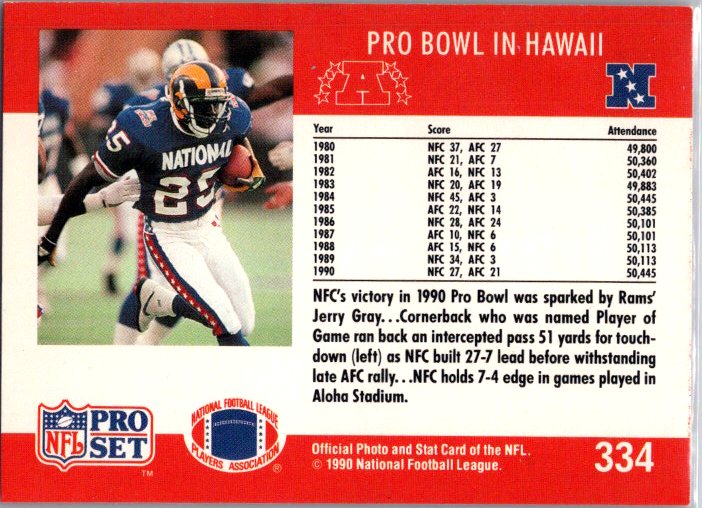 PRO BOWL IN HAWAII
A
N
25
NATIONAL
25
Year Score Attendance
1980 NFC 37, AFC 27 49,800
1981 NFC 21, AFC 7 50,360
1982 AFC 16, NFC 13 50,402
1983 NFC 20, AFC 19 49,883
1984 NFC 45, AFC 3 50,445
1985 AFC 22, NFC 14 50,385
1986 NFC 28, AFC 24 50,101
1987 AFC 10, NFC 6 50,101
1988 AFC 15, NFC 6 50,113
1989 NFC 34, AFC 3 50,113
1990 NFC 27, AFC 21 50,445
NFC's victory in 1990 Pro Bowl was sparked by Rams'
Jerry Gray...Cornerback who was named Player of
Game ran back an intercepted pass 51 yards for touch-
down (left) as NFC built 27-7 lead before withstanding
late AFC rally...NFC holds 7-4 edge in games played in
Aloha Stadium.
NFL PRO SET ™
NATIONAL FOOTBALL LEAGUE
PLAYERS ASSOCIATION ®
Official Photo and Stat Card of the NFL.
© 1990 National Football League.
334